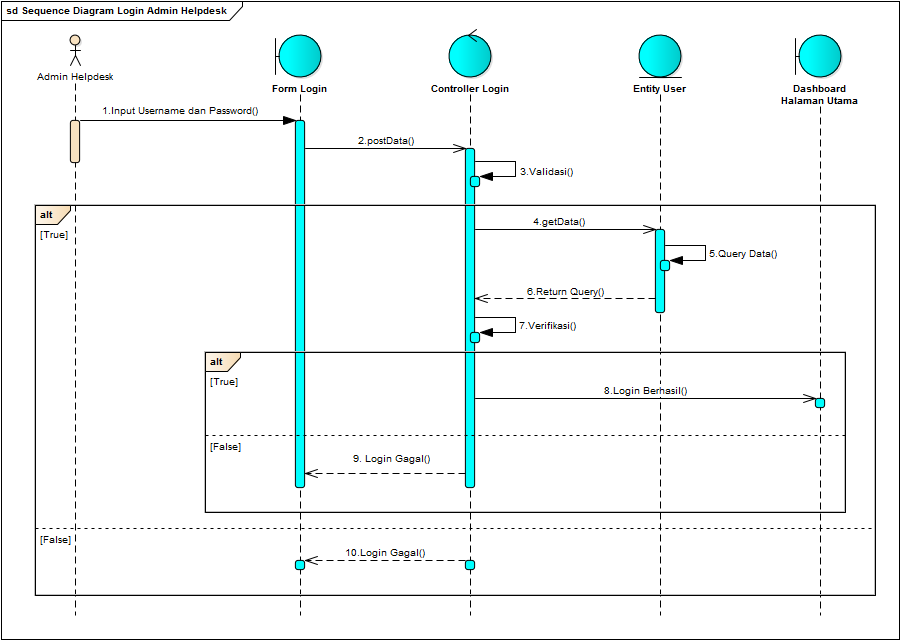 sd Sequence Diagram Login Admin Helpdesk
Admin Helpdesk
Form Login
Controller Login
Entity User
Dashboard
Halaman Utama
1.Input Username dan Password()
2.postData()
3.Validasi()
alt
[True]
4.getData()
5.Query Data()
6.Return Query()
7.Verifikasi()
alt
[True]
8.Login Berhasil()
[False]
9. Login Gagal()
[False]
10.Login Gagal()